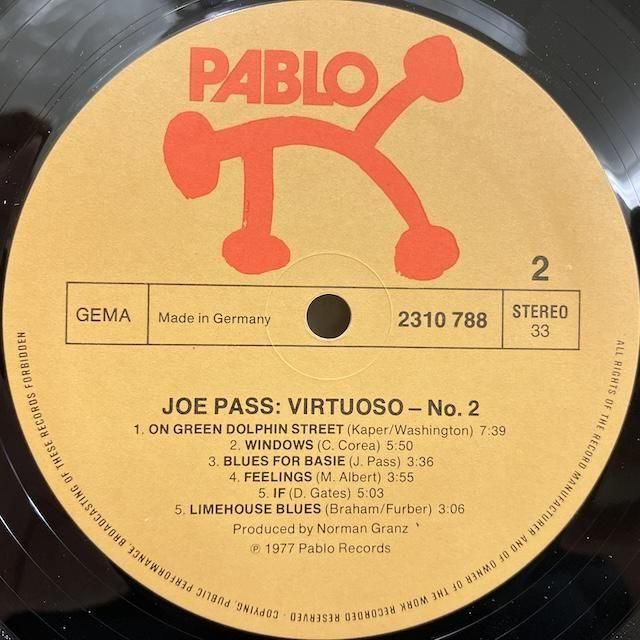 PABLO
2
GEMA
Made in Germany
2310 788
STEREO
33
JOE PASS: VIRTUOSO – No. 2
1. ON GREEN DOLPHIN STREET (Kaper/Washington) 7:39
2. WINDOWS (C. Corea) 5:50
3. BLUES FOR BASIE (J. Pass) 3:36
4. FEELINGS (M. Albert) 3:55
5. IF (D. Gates) 5:03
5. LIMEHOUSE BLUES (Braham/Furber) 3:06
Produced by Norman Granz
℗ 1977 Pablo Records
ALL RIGHTS OF THE RECORD MANUFACTURER AND OF OWNER OF THE WORK RECORDED RESERVED · COPYING, PUBLIC PERFORMANCE, BROADCASTING OF THESE RECORDS FORBIDDEN